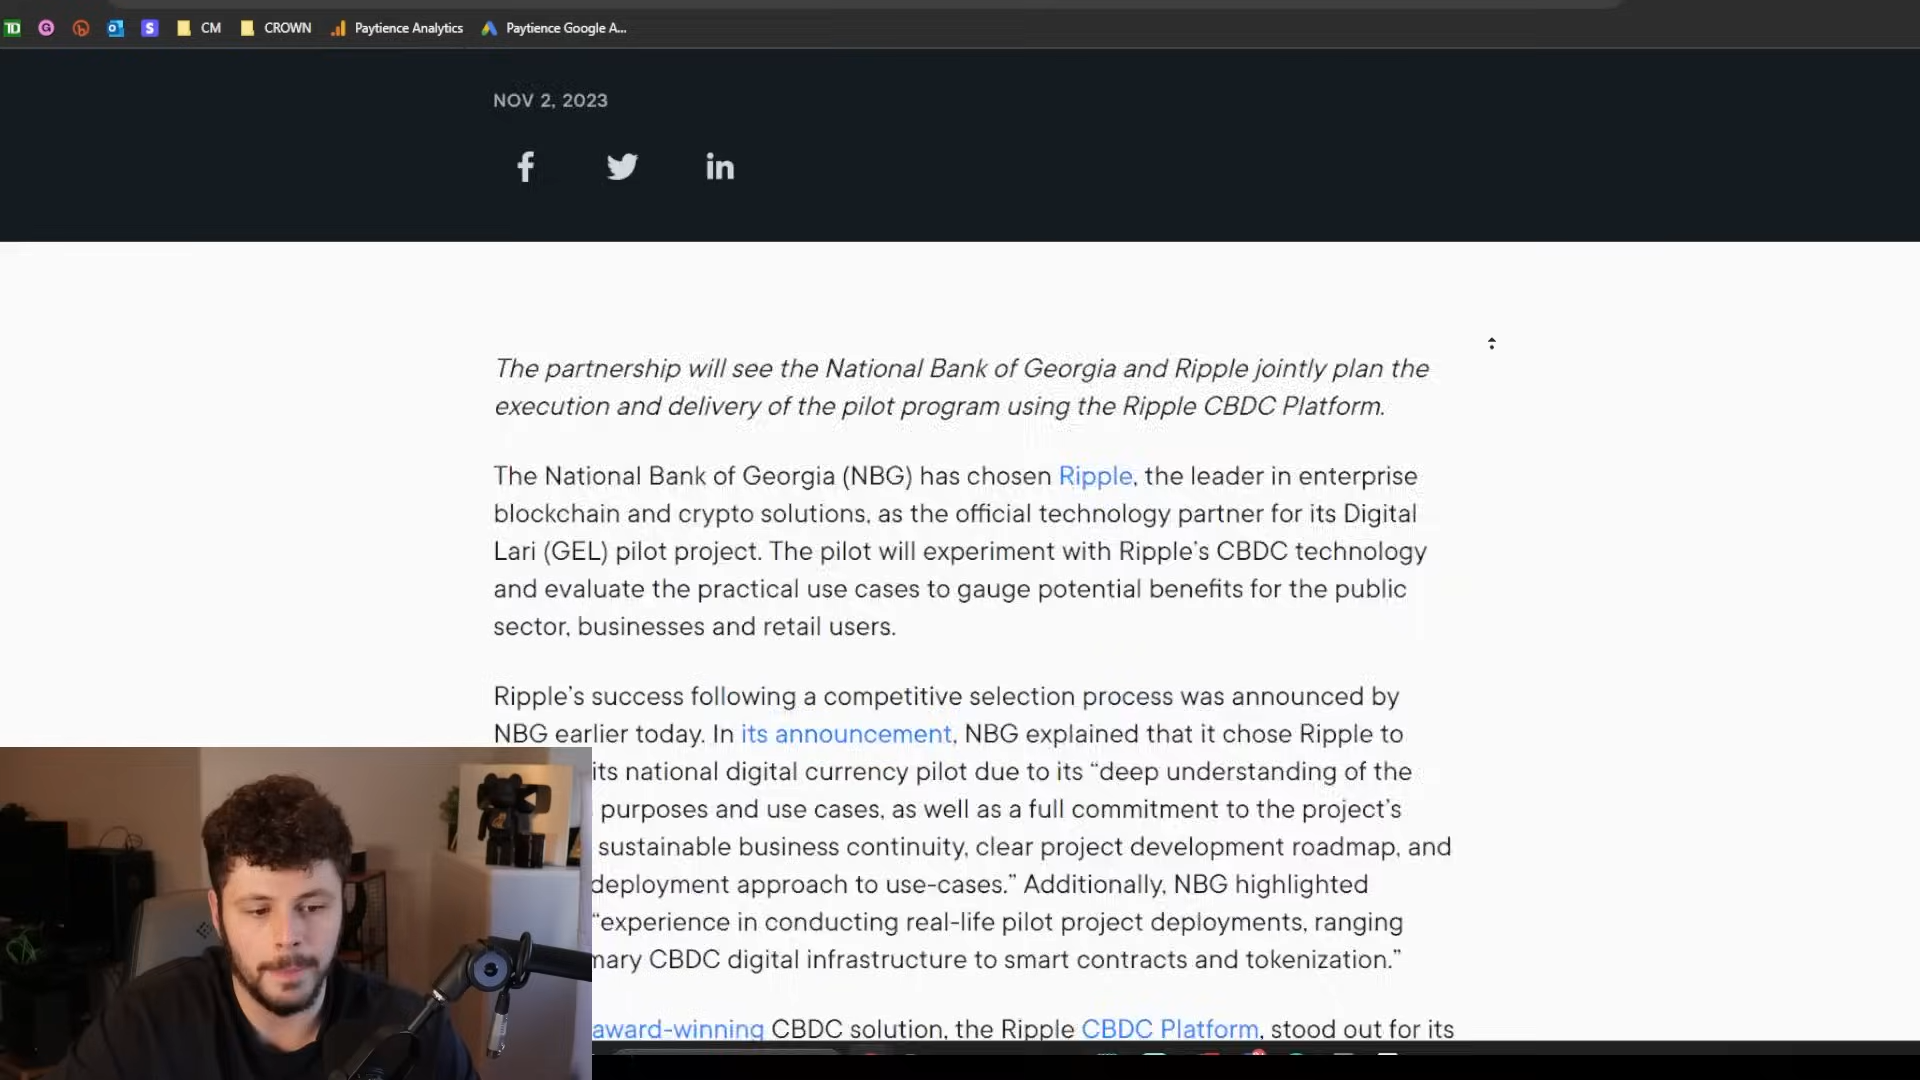 CM CROWN Paytience Analytics Paytience Google A...
NOV 2, 2023
The partnership will see the National Bank of Georgia and Ripple jointly plan the
execution and delivery of the pilot program using the Ripple CBDC Platform.
The National Bank of Georgia (NBG) has chosen Ripple, the leader in enterprise
blockchain and crypto solutions, as the official technology partner for its Digital
Lari (GEL) pilot project. The pilot will experiment with Ripple’s CBDC technology
and evaluate the practical use cases to gauge potential benefits for the public
sector, businesses and retail users.
Ripple’s success following a competitive selection process was announced by
NBG earlier today. In its announcement, NBG explained that it chose Ripple to
its national digital currency pilot due to its “deep understanding of the
purposes and use cases, as well as a full commitment to the project’s
sustainable business continuity, clear project development roadmap, and
deployment approach to use-cases.” Additionally, NBG highlighted
“experience in conducting real-life pilot project deployments, ranging
mary CBDC digital infrastructure to smart contracts and tokenization.”
award-winning CBDC solution, the Ripple CBDC Platform, stood out for its